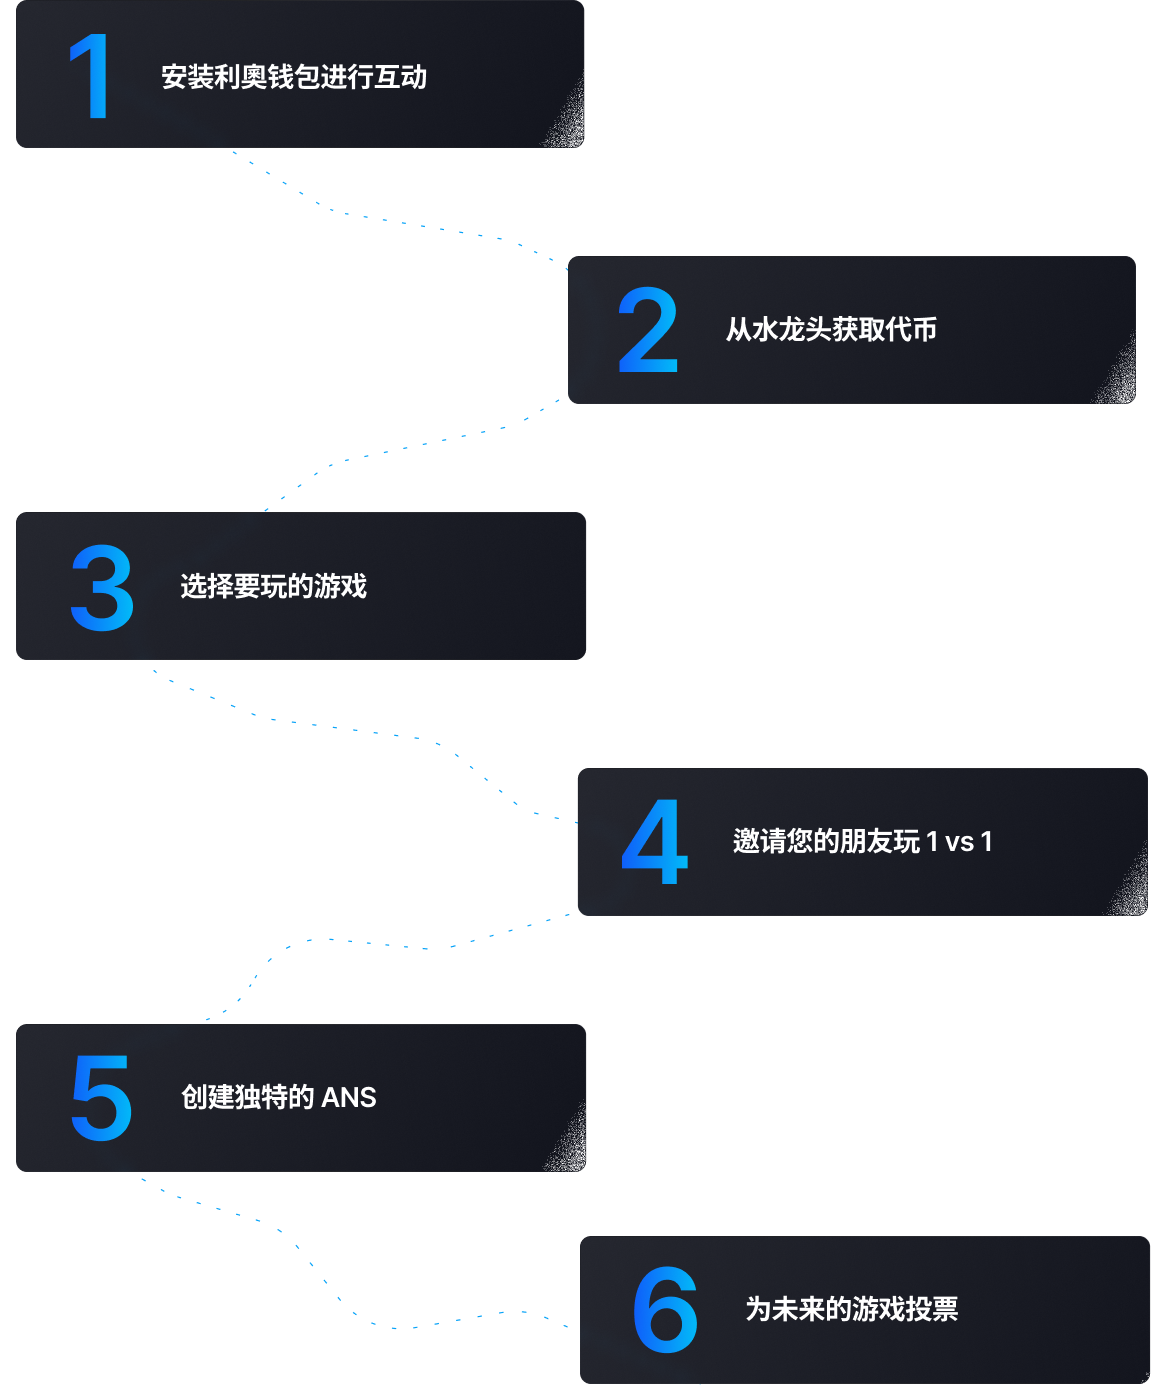 1
安装利奥钱包进行互动
2
从水龙头获取代币
3
选择要玩的游戏
4
邀请您的朋友玩 1 vs 1
5
创建独特的 ANS
6
为未来的游戏投票